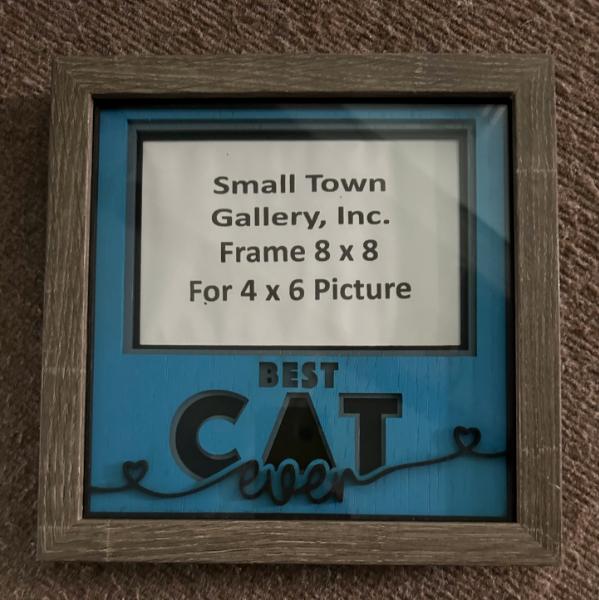 Small Town
Gallery, Inc.
Frame 8 x 8
For 4 x 6 Picture
BEST
CAT
ever